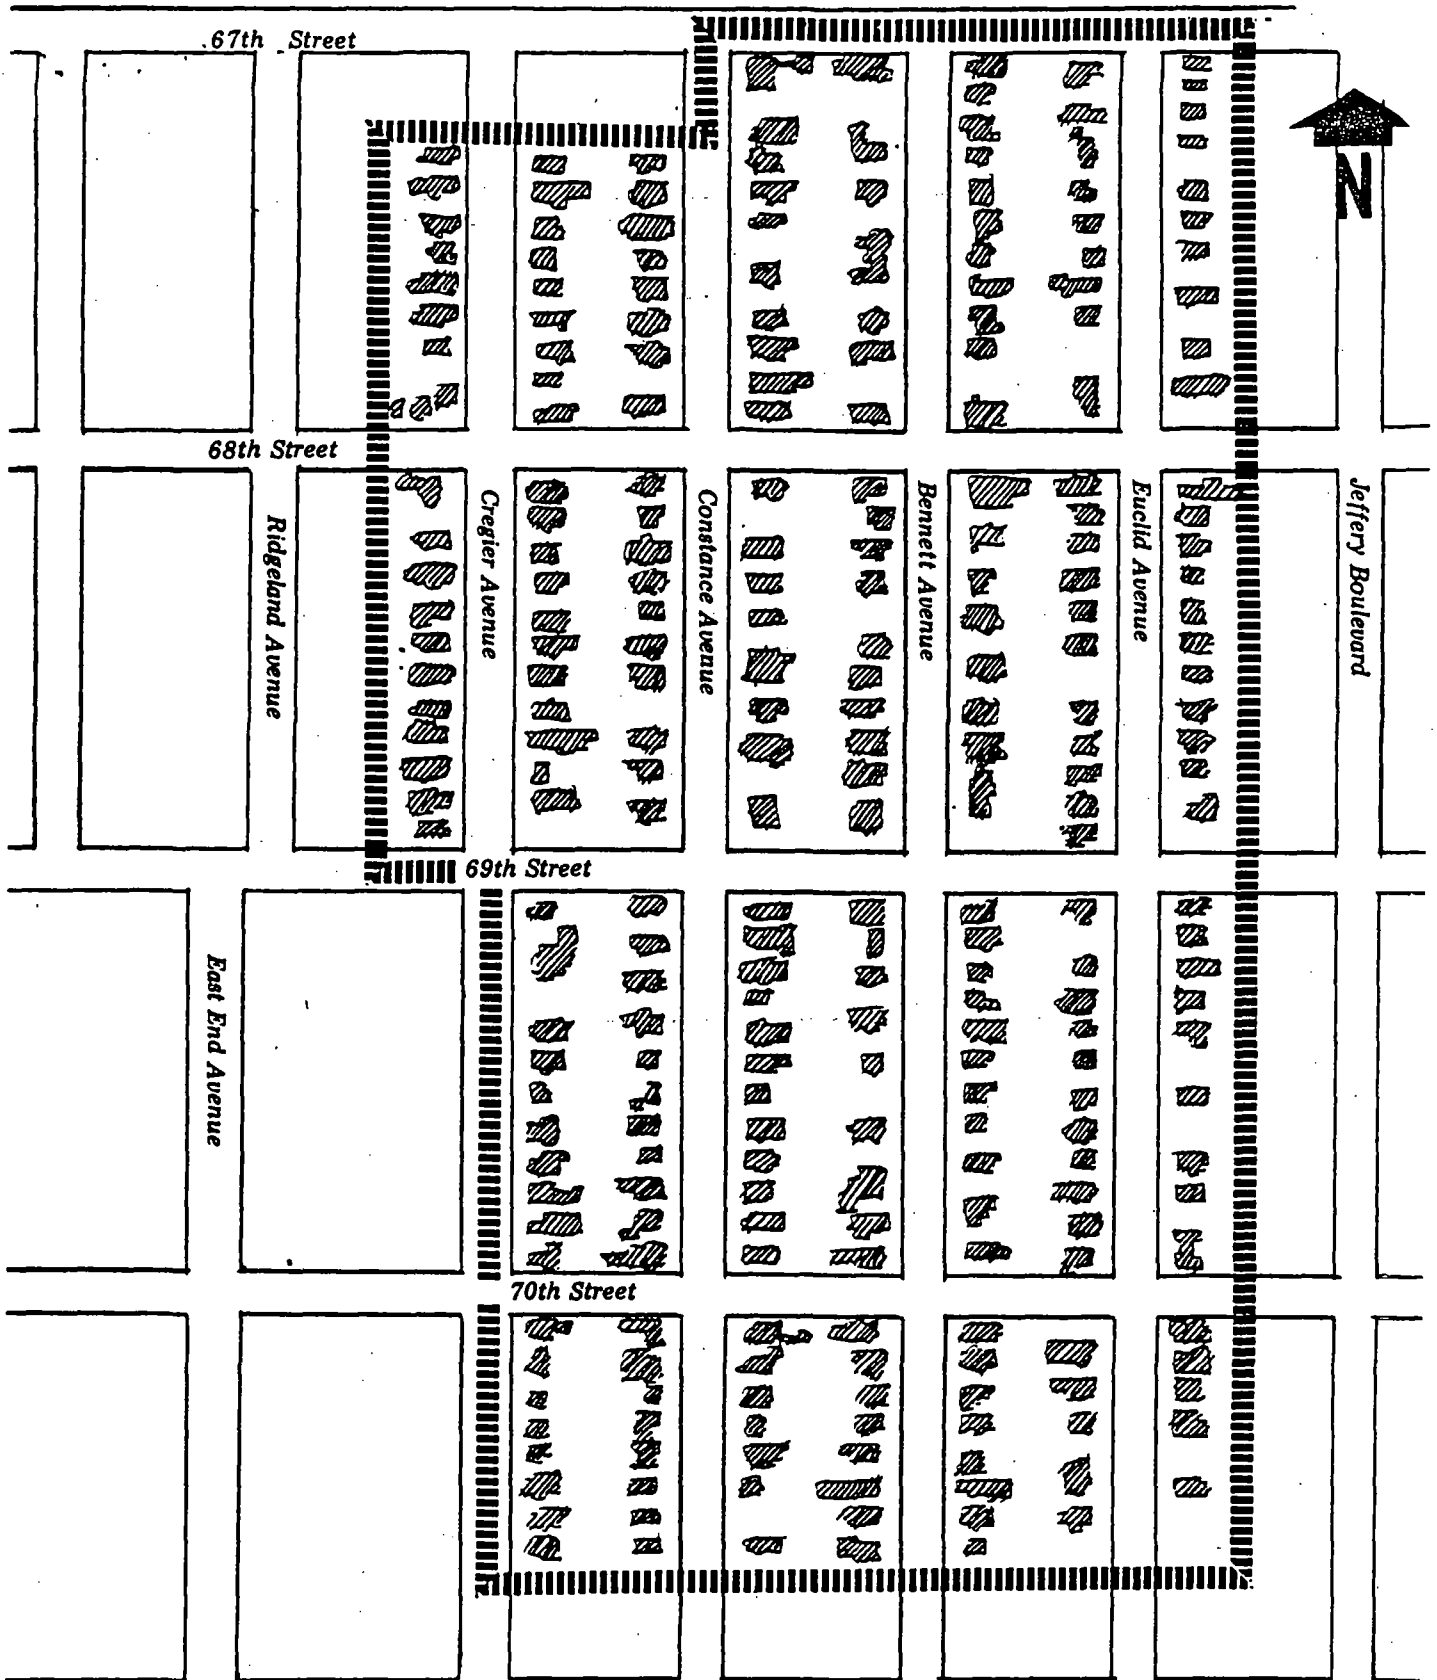 .67th Street
N
68th Street
Ridgeland Avenue
Cregier Avenue
Constance Avenue
Bennett Avenue
Euclid Avenue
Jeffery Boulevard
69th Street
East End Avenue
70th Street